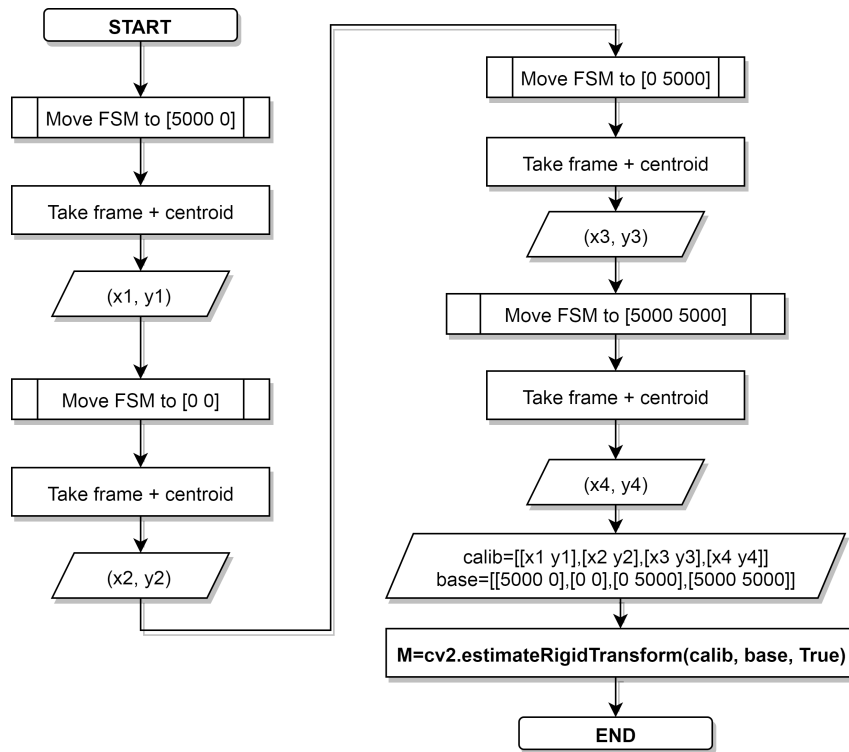 START
Move FSM to [5000 0]
Take frame + centroid
(x1, y1)
Move FSM to [0 0]
Take frame + centroid
(x2, y2)
Move FSM to [0 5000]
Take frame + centroid
(x3, y3)
Move FSM to [5000 5000]
Take frame + centroid
(x4, y4)
calib=[[x1 y1],[x2 y2],[x3 y3],[x4 y4]]
base=[[5000 0],[0 0],[0 5000],[5000 5000]]
M=cv2.estimateRigidTransform(calib, base, True)
END